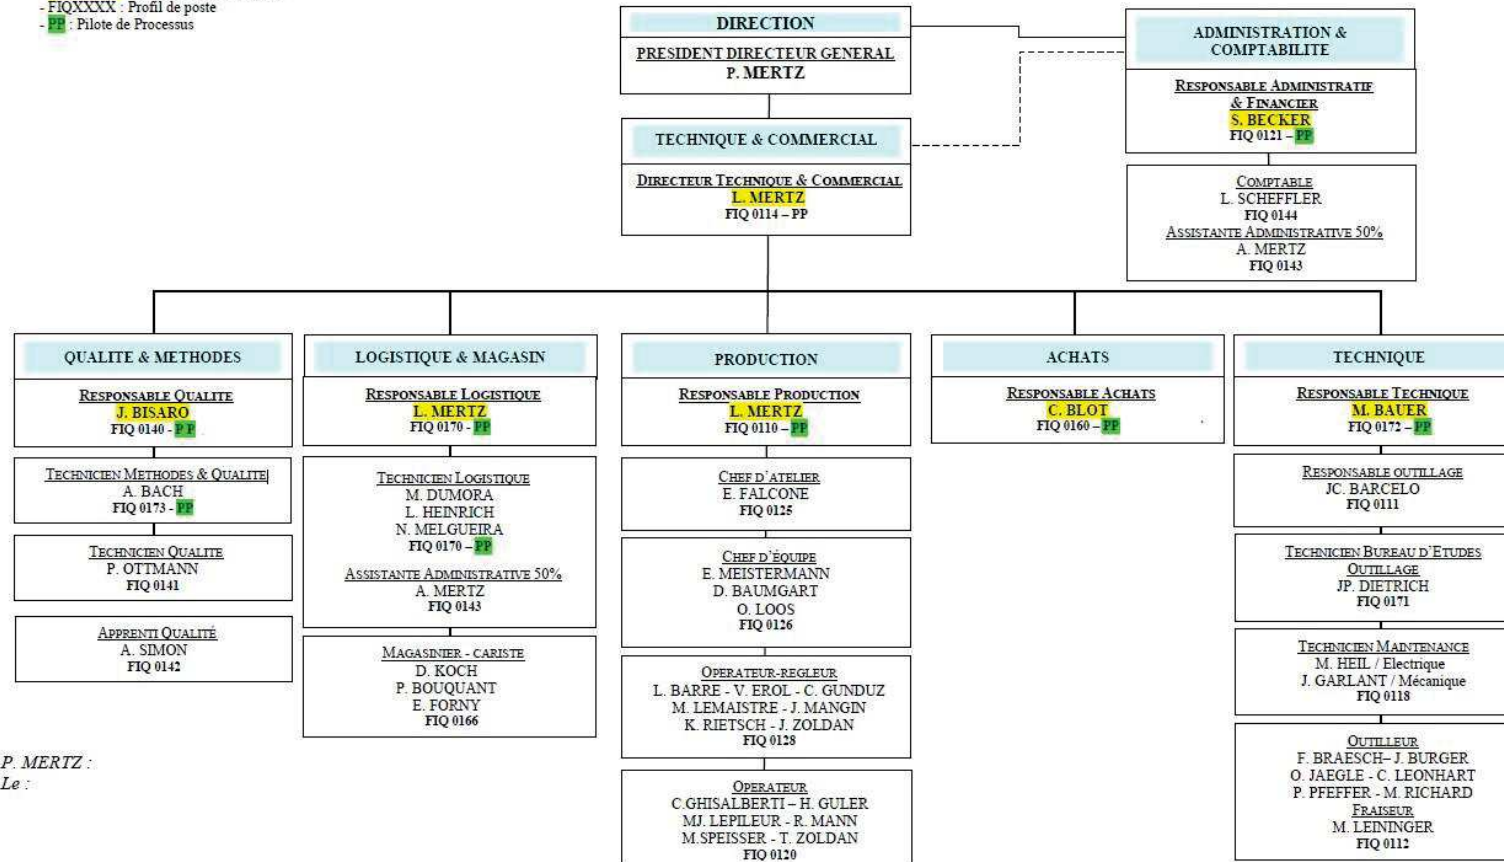 - FIQXXXX : Profil de poste
- PP : Pilote de Processus
DIRECTION
PRESIDENT DIRECTEUR GENERAL
P. MERTZ
ADMINISTRATION &
COMPTABILITE
RESPONSABLE ADMINISTRATIF
& FINANCIER
S. BECKER
FIQ 0121 – PP
COMPTABLE
L. SCHEFFLER
FIQ 0144
ASSISTANTE ADMINISTRATIVE 50%
A. MERTZ
FIQ 0143
TECHNIQUE & COMMERCIAL
DIRECTEUR TECHNIQUE & COMMERCIAL
L. MERTZ
FIQ 0114 – PP
QUALITE & METHODES
RESPONSABLE QUALITE
J. BISARO
FIQ 0140 - P P
TECHNICIEN METHODES & QUALITE
A. BACH
FIQ 0173 - PP
TECHNICIEN QUALITE
P. OTTMANN
FIQ 0141
APPRENTI QUALITÉ
A. SIMON
FIQ 0142
LOGISTIQUE & MAGASIN
RESPONSABLE LOGISTIQUE
L. MERTZ
FIQ 0170 - PP
TECHNICIEN LOGISTIQUE
M. DUMORA
L. HEINRICH
N. MELGUEIRA
FIQ 0170 – PP
ASSISTANTE ADMINISTRATIVE 50%
A. MERTZ
FIQ 0143
MAGASINIER - CARISTE
D. KOCH
P. BOUQUANT
E. FORNY
FIQ 0166
PRODUCTION
RESPONSABLE PRODUCTION
L. MERTZ
FIQ 0110 – PP
CHEF D'ATELIER
E. FALCONE
FIQ 0125
CHEF D'ÉQUIPE
E. MEISTERMANN
D. BAUMGART
O. LOOS
FIQ 0126
OPERATEUR-REGLEUR
L. BARRE - V. EROL - C. GUNDUZ
M. LEMAISTRE - J. MANGIN
K. RIETSCH - J. ZOLDAN
FIQ 0128
OPERATEUR
C.GHISALBERTI – H. GULER
MJ. LEPILEUR - R. MANN
M.SPEISSER - T. ZOLDAN
FIQ 0120
ACHATS
RESPONSABLE ACHATS
C. BLOT
FIQ 0160 – PP
TECHNIQUE
RESPONSABLE TECHNIQUE
M. BAUER
FIQ 0172 – PP
RESPONSABLE OUTILLAGE
JC. BARCELO
FIQ 0111
TECHNICIEN BUREAU D'ETUDES
OUTILLAGE
JP. DIETRICH
FIQ 0171
TECHNICIEN MAINTENANCE
M. HEIL / Electrique
J. GARLANT / Mécanique
FIQ 0118
OUTILLEUR
F. BRAESCH– J. BURGER
O. JAEGLE - C. LEONHART
P. PFEFFER - M. RICHARD
FRAISEUR
M. LEININGER
FIQ 0112
P. MERTZ :
Le :